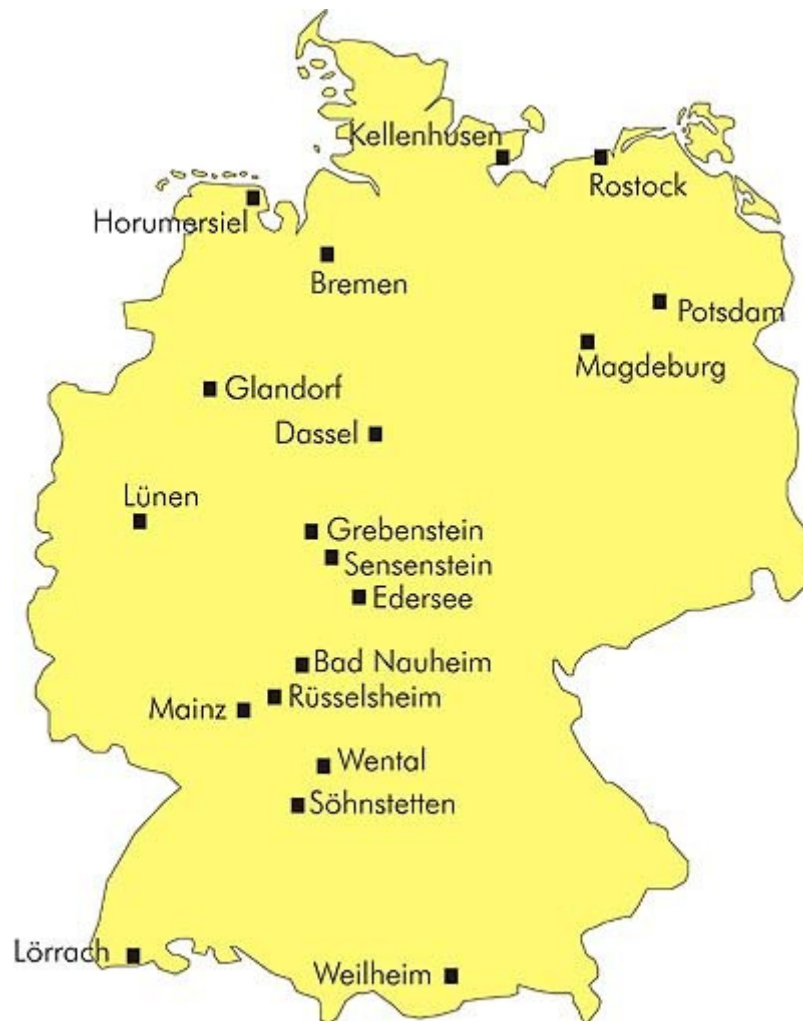 Kellenhusen
Rostock
Horumersiel
Bremen
Potsdam
Magdeburg
Glandorf
Dassel
Lünen
Grebenstein
Sensenstein
Edersee
Bad Nauheim
Rüsselsheim
Mainz
Wental
Söhnstetten
Lörrach
Weilheim